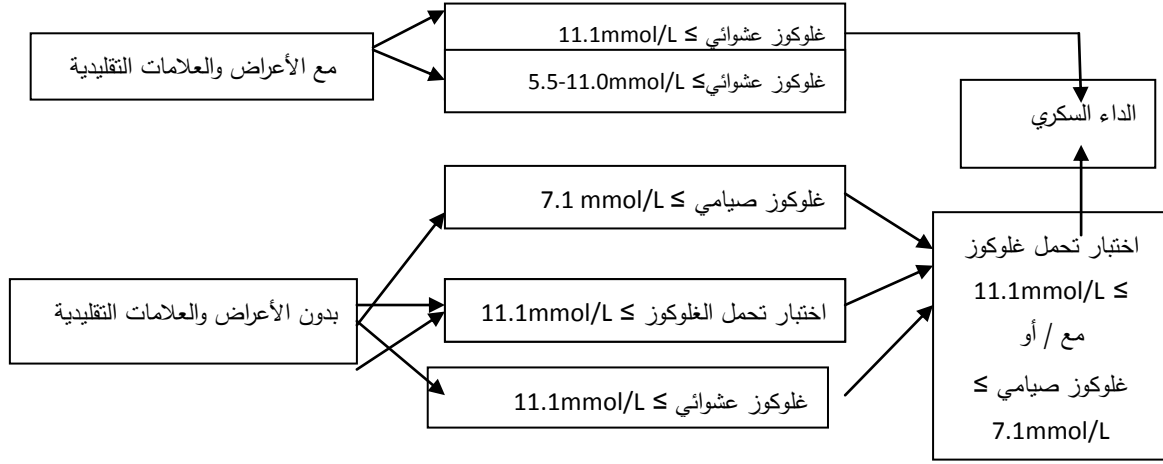 مع الأعراض والعلامات التقليدية
غلوكوز عشوائي ≤ 11.1mmol/L
غلوكوز عشوائي≤ 5.5-11.0mmol/L
الداء السكري
بدون الأعراض والعلامات التقليدية
غلوكوز صيامي ≤ 7.1 mmol/L
اختبار تحمل الغلوكوز ≤ 11.1mmol/L
غلوكوز عشوائي ≤ 11.1mmol/L
اختبار تحمل غلوكوز
≤ 11.1mmol/L
مع / أو
غلوكوز صيامي ≤
7.1mmol/L